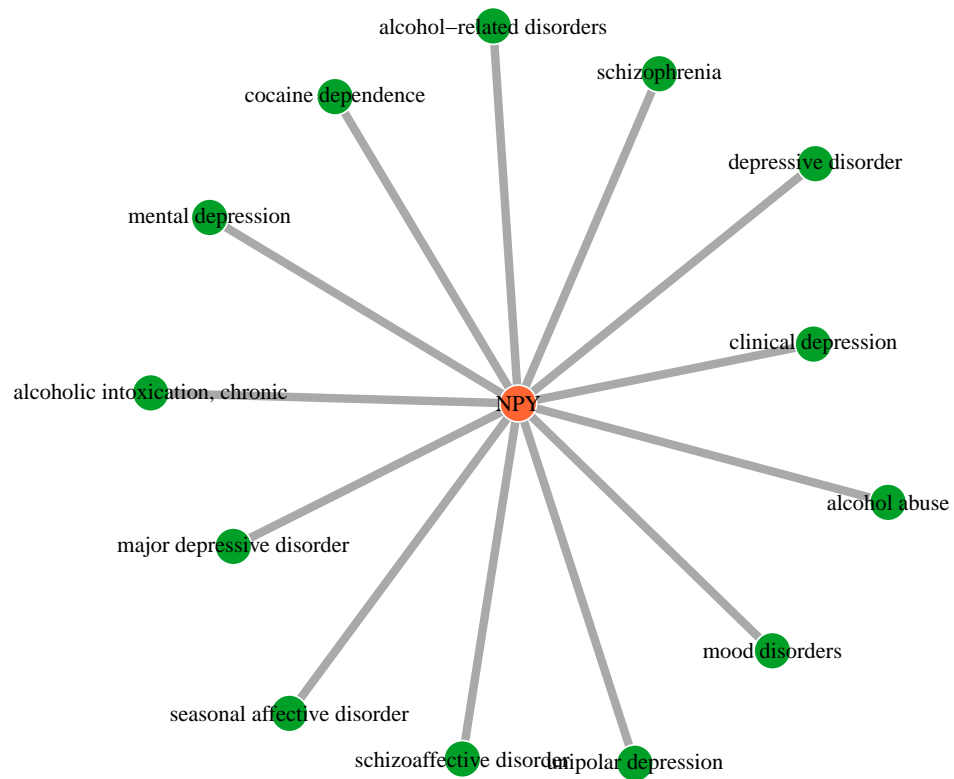 alcohol−related disorders
schizophrenia
cocaine dependence
depressive disorder
mental depression
clinical depression
alcoholic intoxication, chronic
NPY
alcohol abuse
major depressive disorder
mood disorders
seasonal affective disorder
schizoaffective disorder
unipolar depression